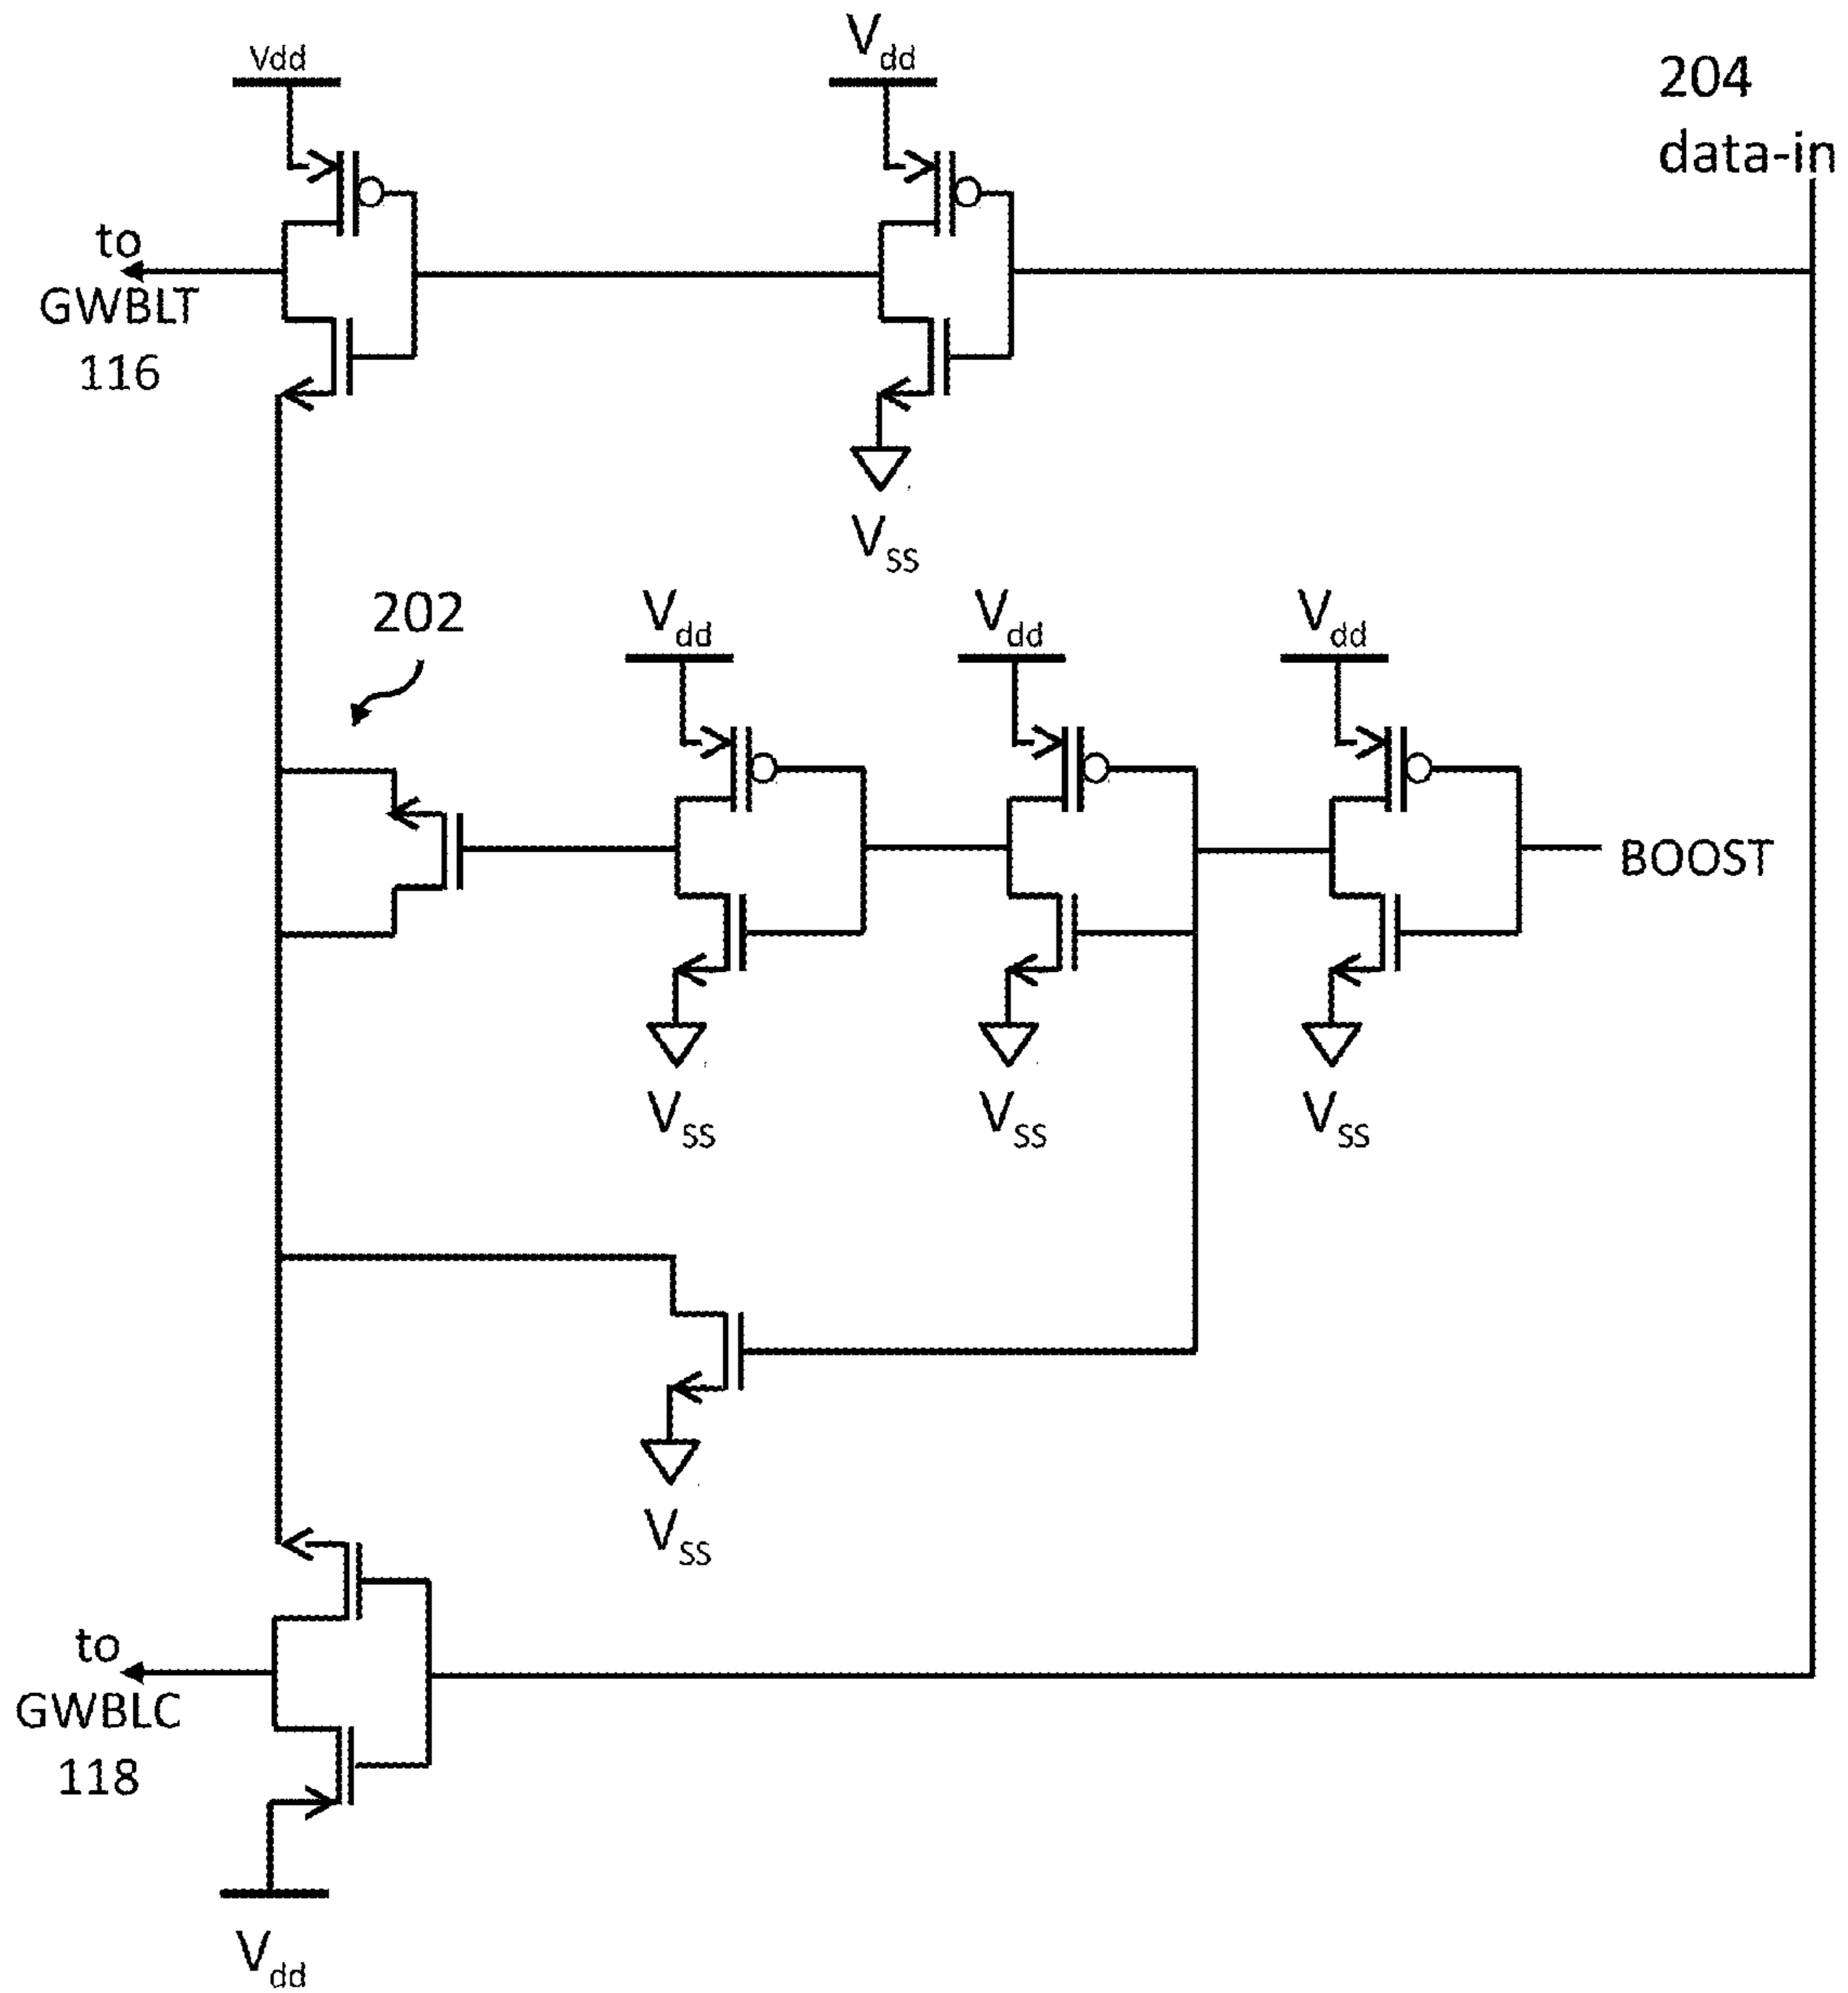 Vdd
Vdd
204
data-in
to
GWBLT
116
VSS
202
Vdd
Vdd
Vdd
BOOST
VSS
VSS
VSS
VSS
to
GWBLC
118
Vdd